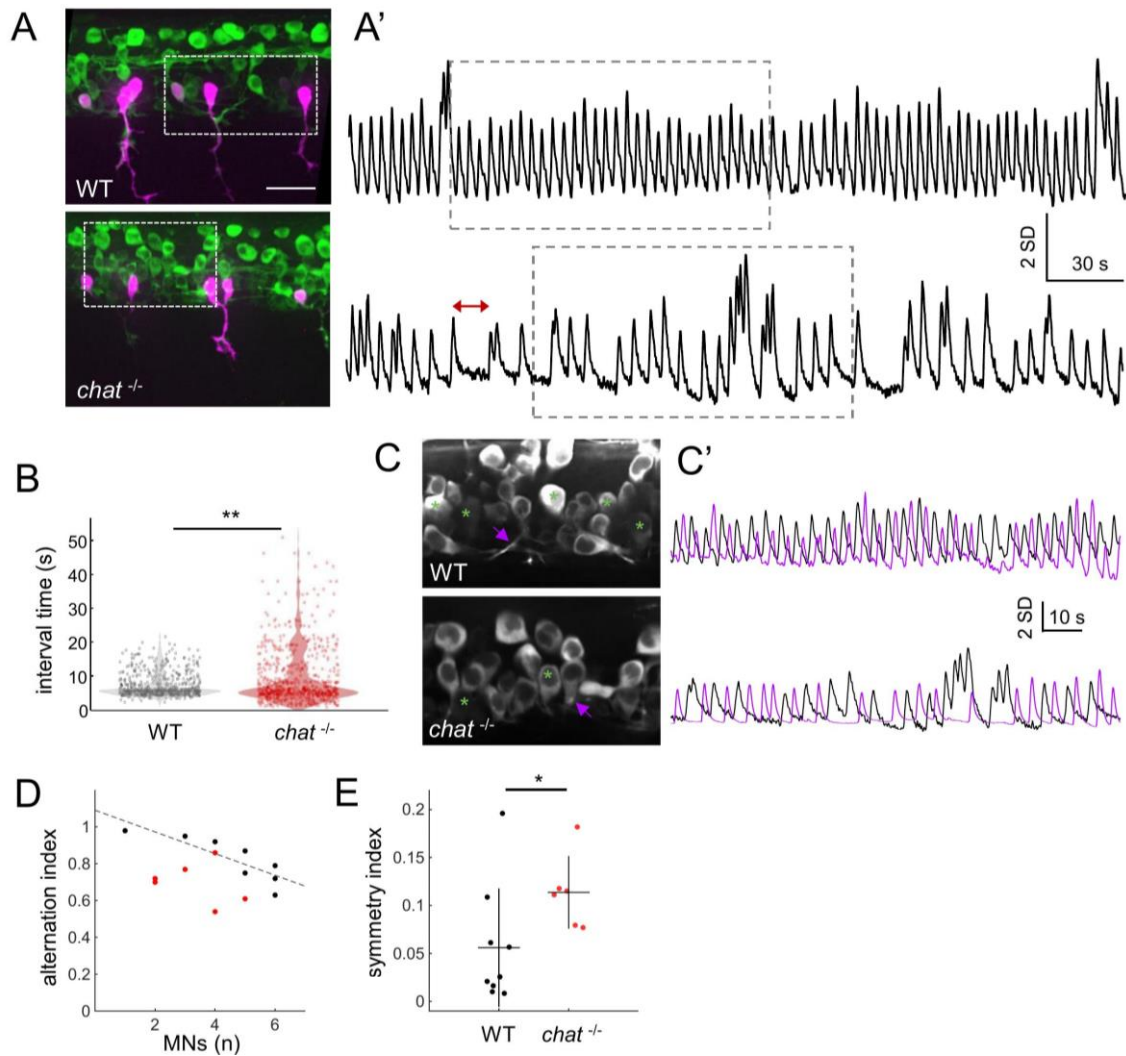 A
WT
chat -/-
A'
2 SD
30 s
B
interval time (s)
50
40
30
20
10
0
**
WT
chat -/-
C
*
*
*
*
WT
*
*
chat -/-
C'
2 SD
10 s
D
alternation index
1
0.8
0.6
0.4
0.2
0
2
4
6
MNs (n)
E
symmetry index
0.2
0.15
0.1
0.05
0
*
WT
chat -/-